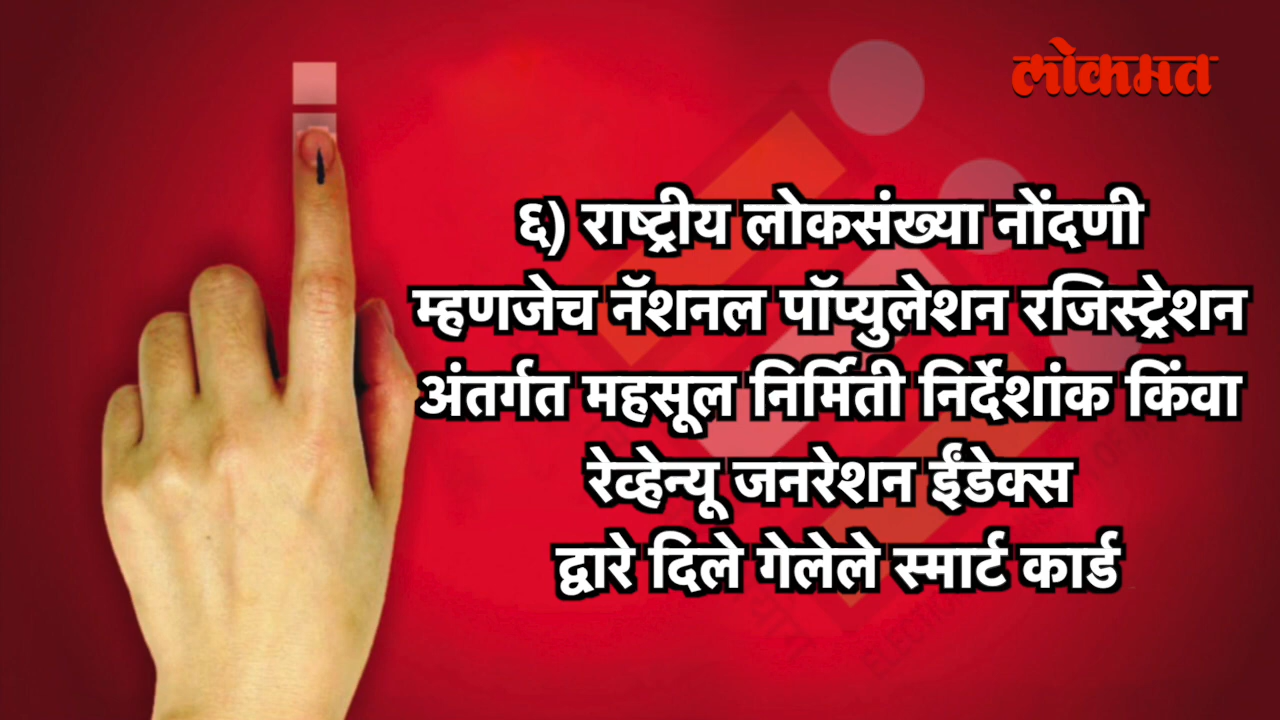 लोकमत
६) राष्ट्रीय लोकसंख्या नोंदणी
म्हणजेच नॅशनल पॉप्युलेशन रजिस्ट्रेशन
अंतर्गत महसूल निर्मिती निर्देशांक किंवा
रेव्हेन्यू जनरेशन ईंडेक्स
द्वारे दिले गेलेले स्मार्ट कार्ड